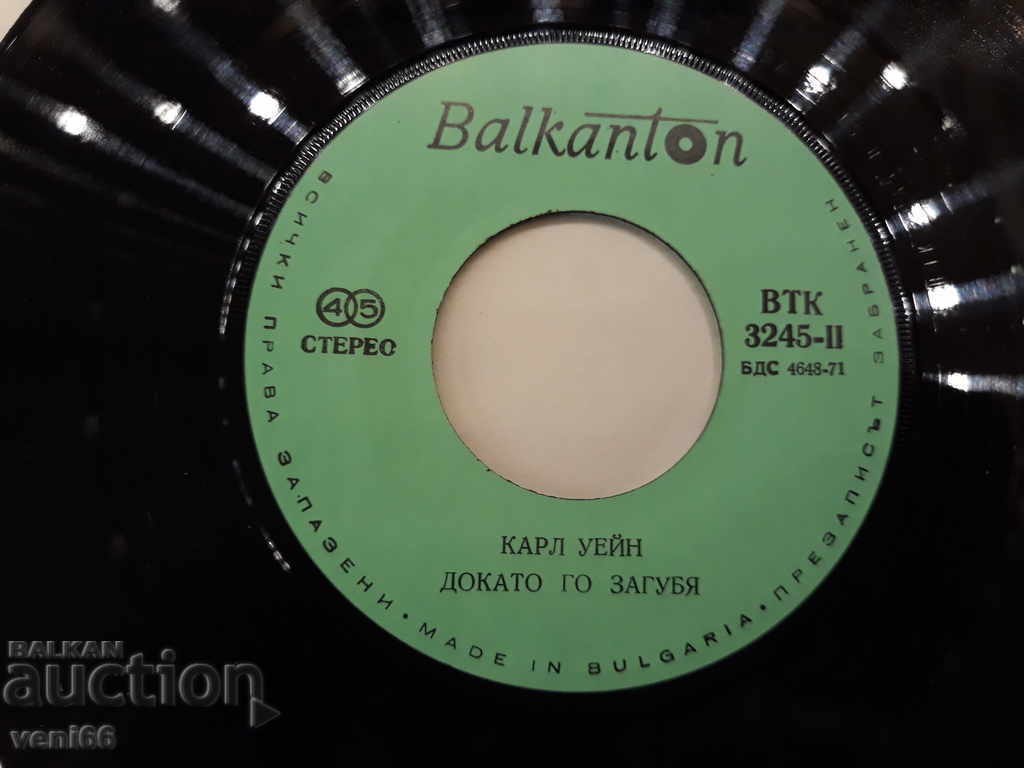 Balkanton
45
СТЕРЕО
ВТК
3245-II
БДС 4648-71
КАРЛ УЕЙН
ДОКАТО ГО ЗАГУБЯ
ВСИЧКИ ПРАВА ЗАПАЗЕНИ • MADE IN BULGARIA • ПРЕЗАПИСЪТ ЗАБРАНЕН
BALKAN
auction
veni66